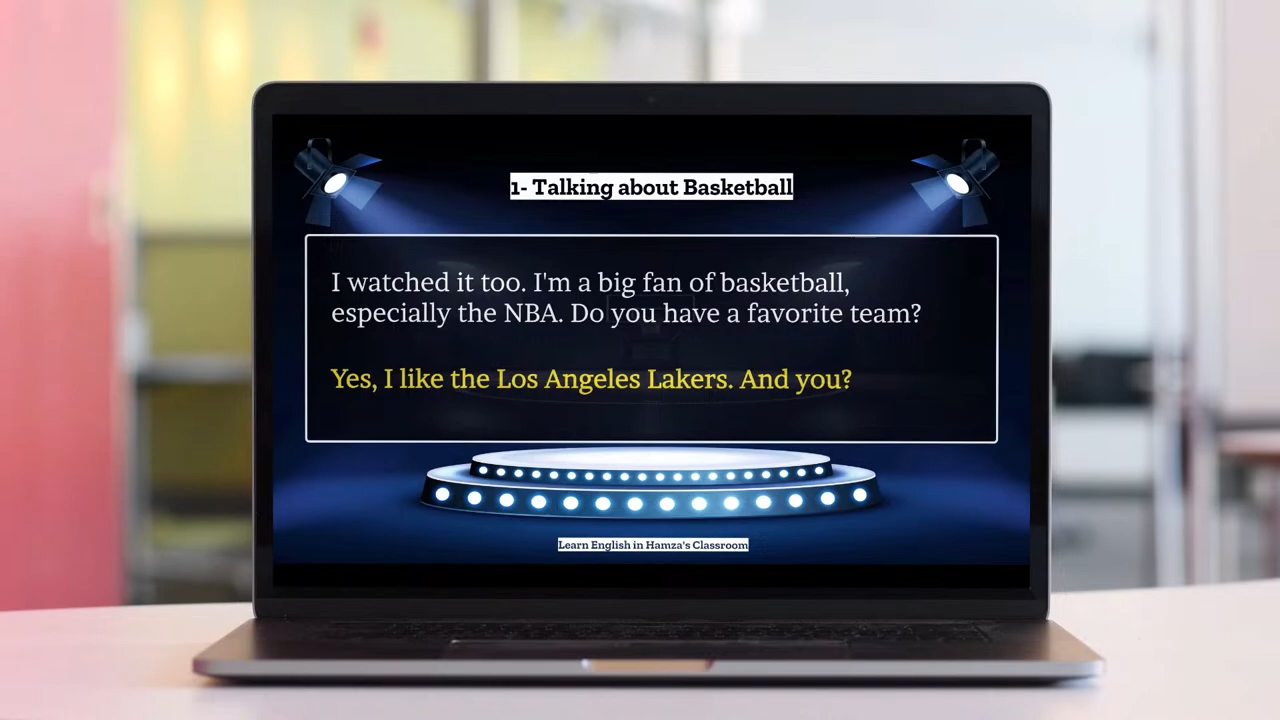 1- Talking about Basketball
I watched it too. I'm a big fan of basketball,
especially the NBA. Do you have a favorite team?
Yes, I like the Los Angeles Lakers. And you?
Learn English in Hamza's Classroom